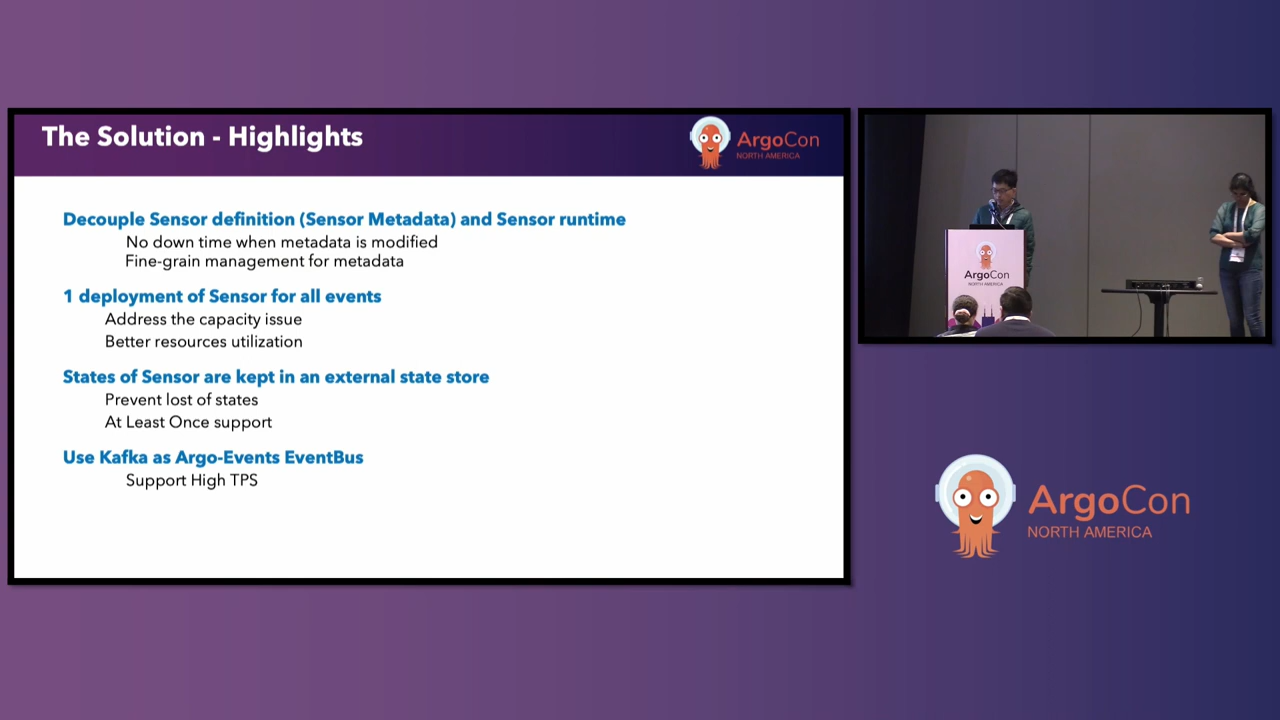 The Solution - Highlights
ArgoCon
NORTH AMERICA
Decouple Sensor definition (Sensor Metadata) and Sensor runtime
No down time when metadata is modified
Fine-grain management for metadata
1 deployment of Sensor for all events
Address the capacity issue
Better resources utilization
States of Sensor are kept in an external state store
Prevent lost of states
At Least Once support
Use Kafka as Argo-Events EventBus
Support High TPS
ArgoCon
NORTH AMERICA
ArgoCon
NORTH AMERICA